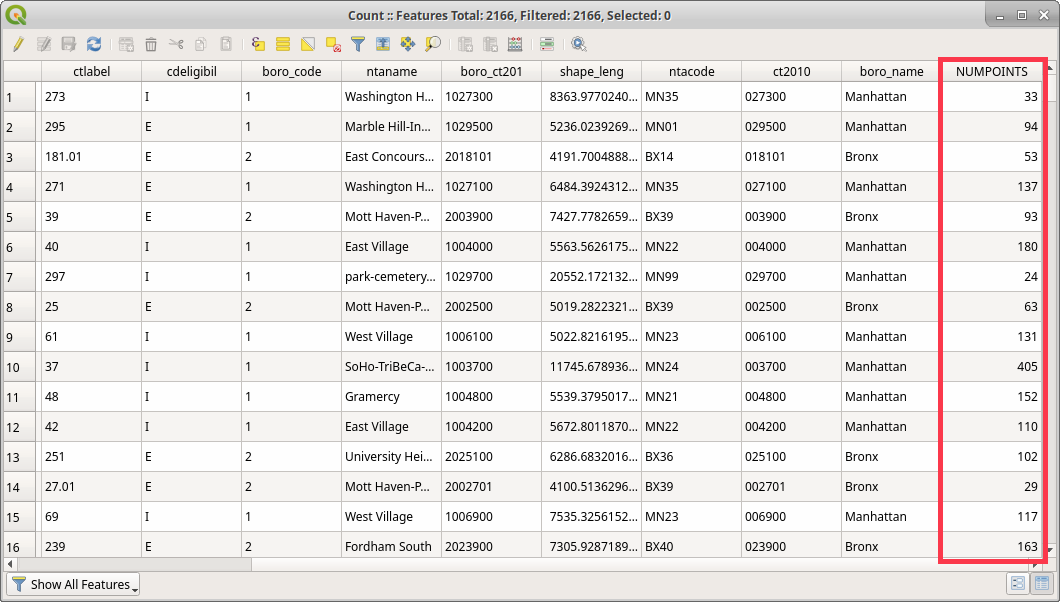 Count :: Features Total: 2166, Filtered: 2166, Selected: 0
ctlabel cdeligibil boro_code ntaname boro_ct201 shape_leng ntacode ct2010 boro_name NUMPOINTS
1 273 I 1 Washington H... 1027300 8363.9770240... MN35 027300 Manhattan 33
2 295 E 1 Marble Hill-In... 1029500 5236.0239269... MN01 029500 Manhattan 94
3 181.01 E 2 East Concours... 2018101 4191.7004888... BX14 018101 Bronx 53
4 271 E 1 Washington H... 1027100 6484.3924312... MN35 027100 Manhattan 137
5 39 E 2 Mott Haven-P... 2003900 7427.7782659... BX39 003900 Bronx 93
6 40 I 1 East Village 1004000 5563.5626175... MN22 004000 Manhattan 180
7 297 I 1 park-cemetery... 1029700 20552.172132... MN99 029700 Manhattan 24
8 25 E 2 Mott Haven-P... 2002500 5019.2822321... BX39 002500 Bronx 63
9 61 I 1 West Village 1006100 5022.8216195... MN23 006100 Manhattan 131
10 37 I 1 SoHo-TriBeCa-... 1003700 11745.678936... MN24 003700 Manhattan 405
11 48 I 1 Gramercy 1004800 5539.3795017... MN21 004800 Manhattan 152
12 42 I 1 East Village 1004200 5672.8011870... MN22 004200 Manhattan 110
13 251 E 2 University Hei... 2025100 6286.6832016... BX36 025100 Bronx 102
14 27.01 E 2 Mott Haven-P... 2002701 4100.5136296... BX39 002701 Bronx 29
15 69 I 1 West Village 1006900 7535.3256152... MN23 006900 Manhattan 117
16 239 E 2 Fordham South 2023900 7305.9287189... BX40 023900 Bronx 163
Show All Features